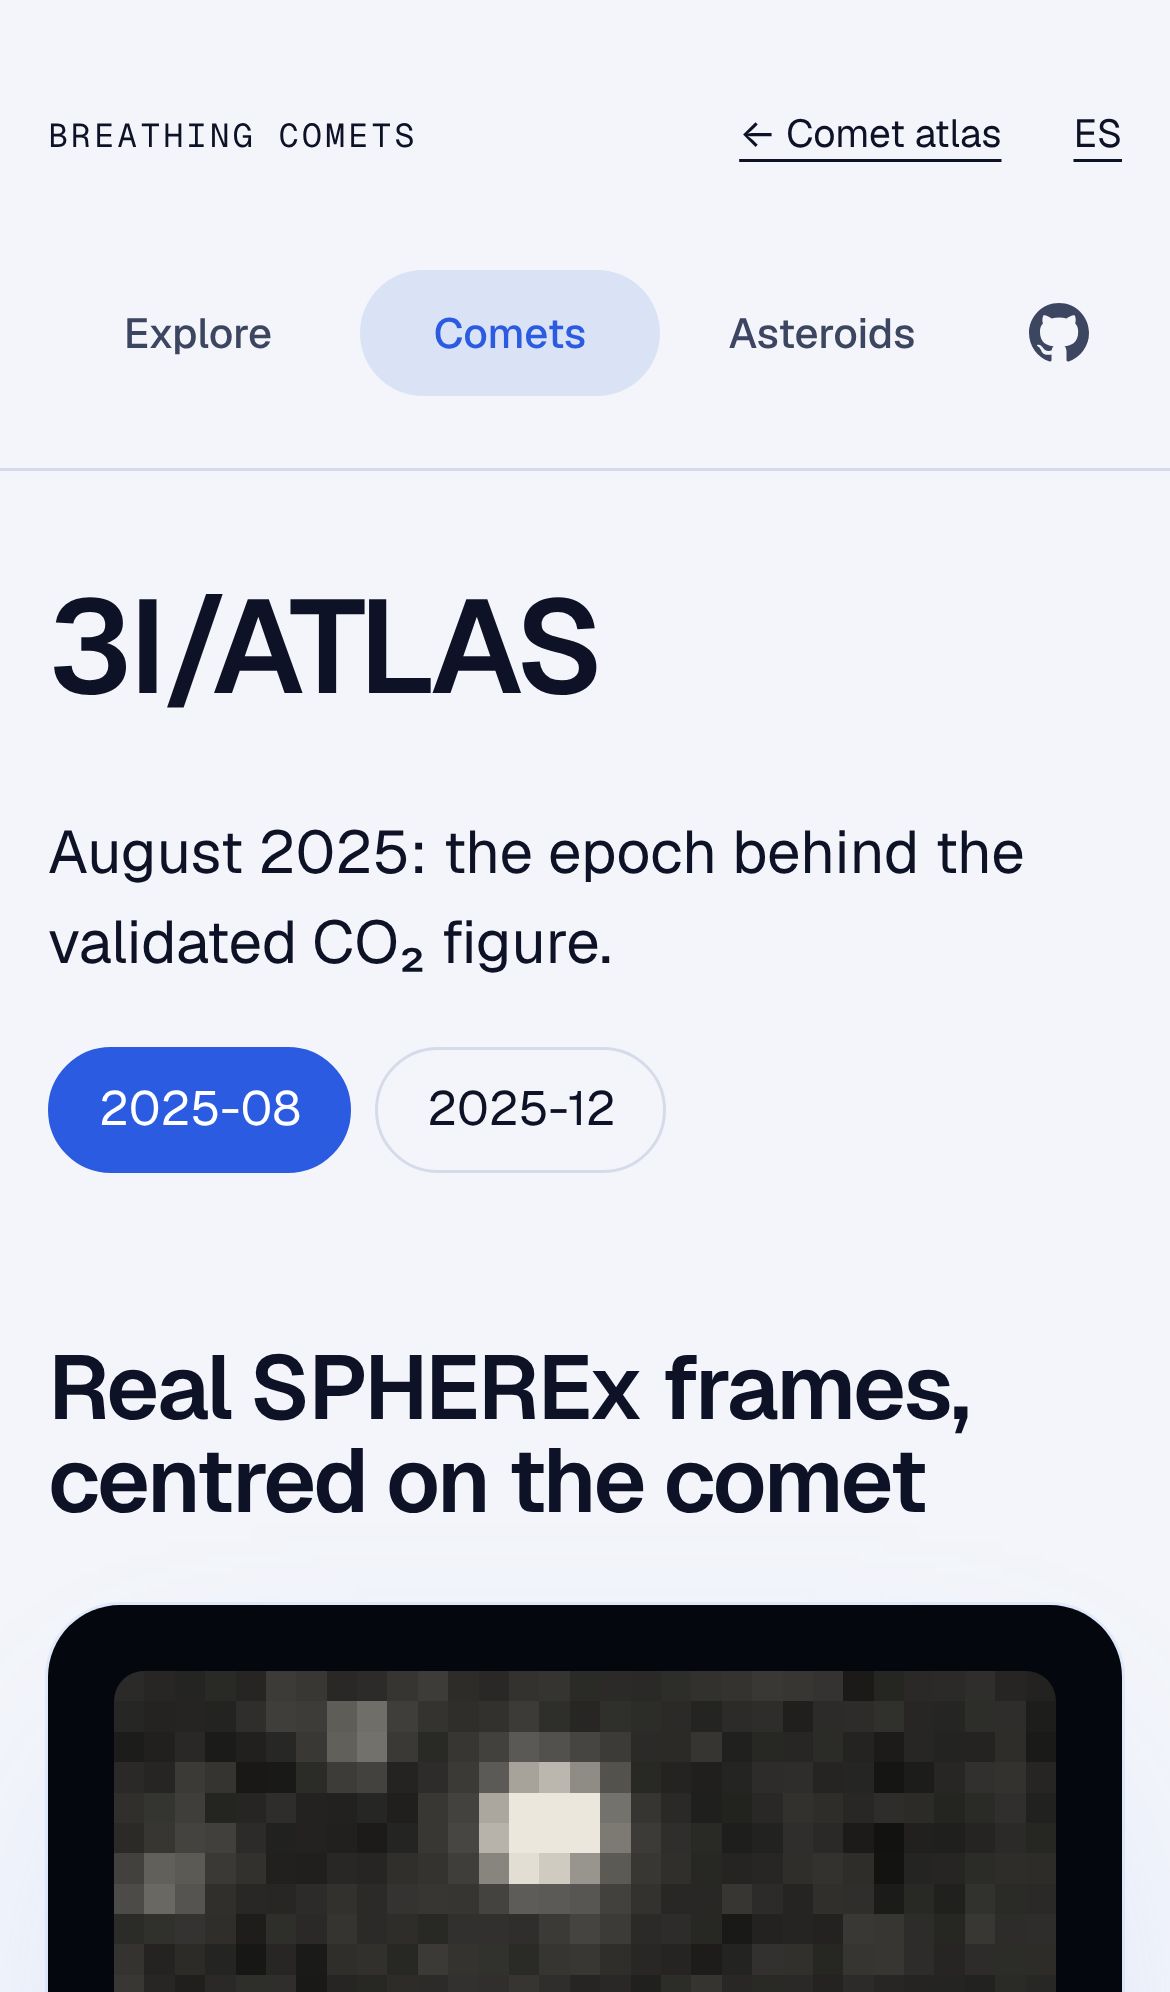 BREATHING COMETS
← Comet atlas
ES
Explore
Comets
Asteroids
3I/ATLAS
August 2025: the epoch behind the
validated CO₂ figure.
2025-08
2025-12
Real SPHEREx frames,
centred on the comet